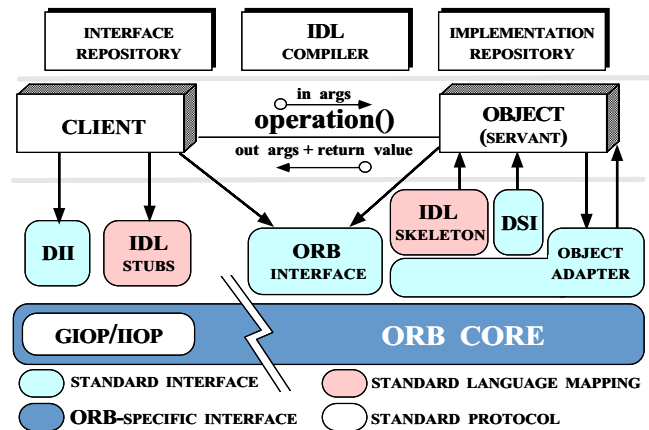 INTERFACE
REPOSITORY
IDL
COMPILER
IMPLEMENTATION
REPOSITORY
CLIENT
in args
operation()
out args + return value
OBJECT
(SERVANT)
DII
IDL
STUBS
ORB
INTERFACE
IDL
SKELETON
DSI
OBJECT
ADAPTER
GIOP/IIOP
ORB CORE
STANDARD INTERFACE
STANDARD LANGUAGE MAPPING
ORB-SPECIFIC INTERFACE
STANDARD PROTOCOL